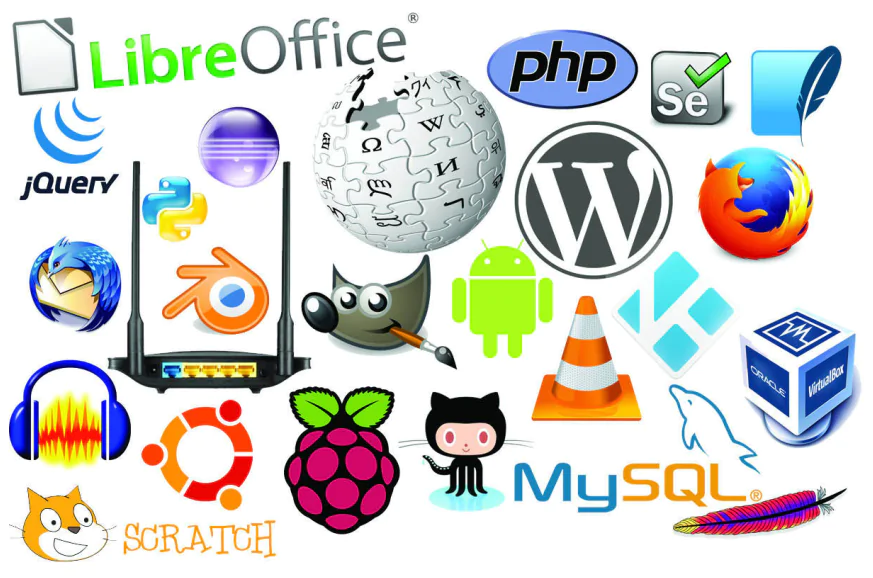 LibreOffice®
php
Se
jQuery
W
Ω
W
И
W
ORACLE
VirtualBox
MySQL®
SCRATCH